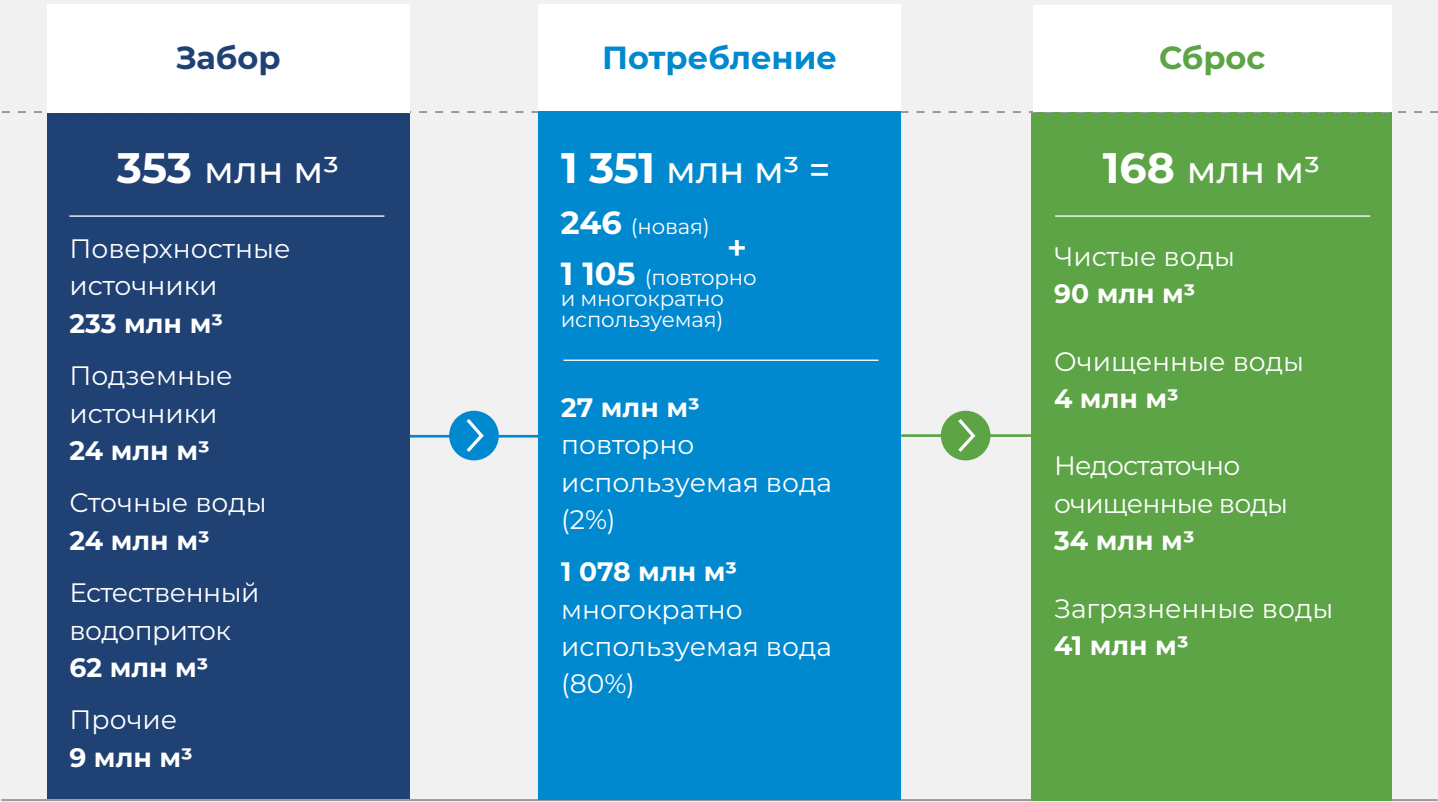 Забор
353 млн м³
Поверхностные
источники
233 млн м³
Подземные
источники
24 млн м³
Сточные воды
24 млн м³
Естественный
водоприток
62 млн м³
Прочие
9 млн м³
Потребление
1 351 млн м³ =
246 (новая)
+
1 105 (повторно
и многократно
используемая)
27 млн м³
повторно
используемая вода
(2%)
1 078 млн м³
многократно
используемая вода
(80%)
Сброс
168 млн м³
Чистые воды
90 млн м³
Очищенные воды
4 млн м³
Недостаточно
очищенные воды
34 млн м³
Загрязненные воды
41 млн м³